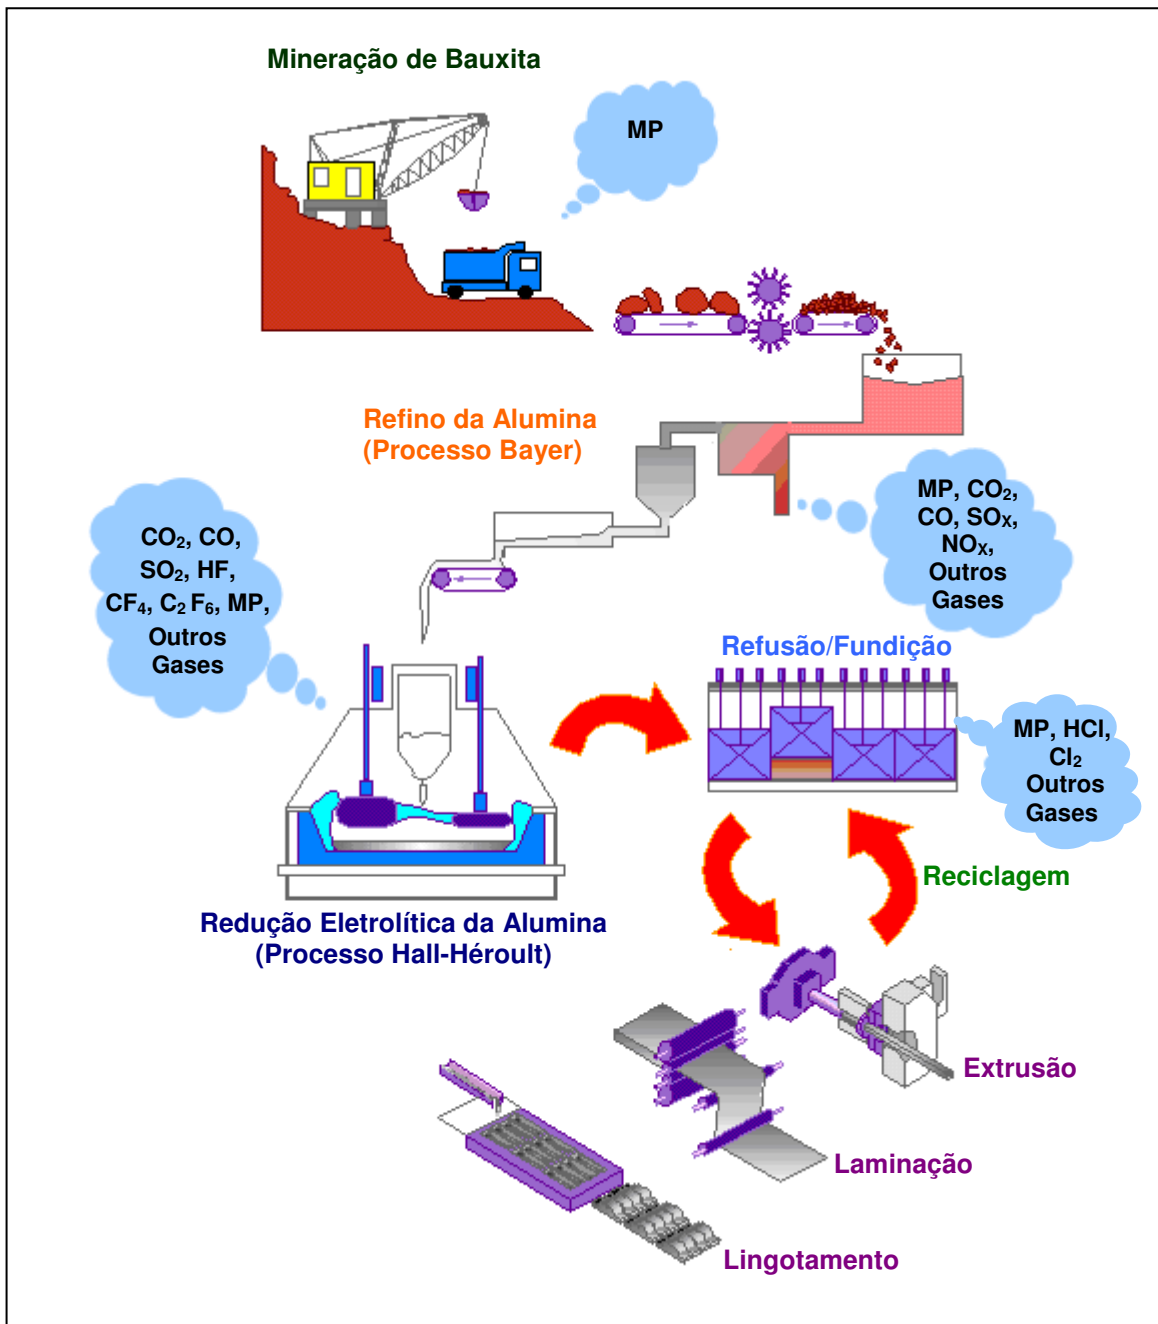 Mineração de Bauxita
MP
Refino da Alumina
(Processo Bayer)
MP, CO₂,
CO, SOₓ,
NOₓ,
Outros
Gases
CO₂, CO,
SO₂, HF,
CF₄, C₂ F₆, MP,
Outros
Gases
Refusão/Fundição
MP, HCl,
Cl₂
Outros
Gases
Reciclagem
Redução Eletrolítica da Alumina
(Processo Hall-Héroult)
Extrusão
Laminação
Lingotamento